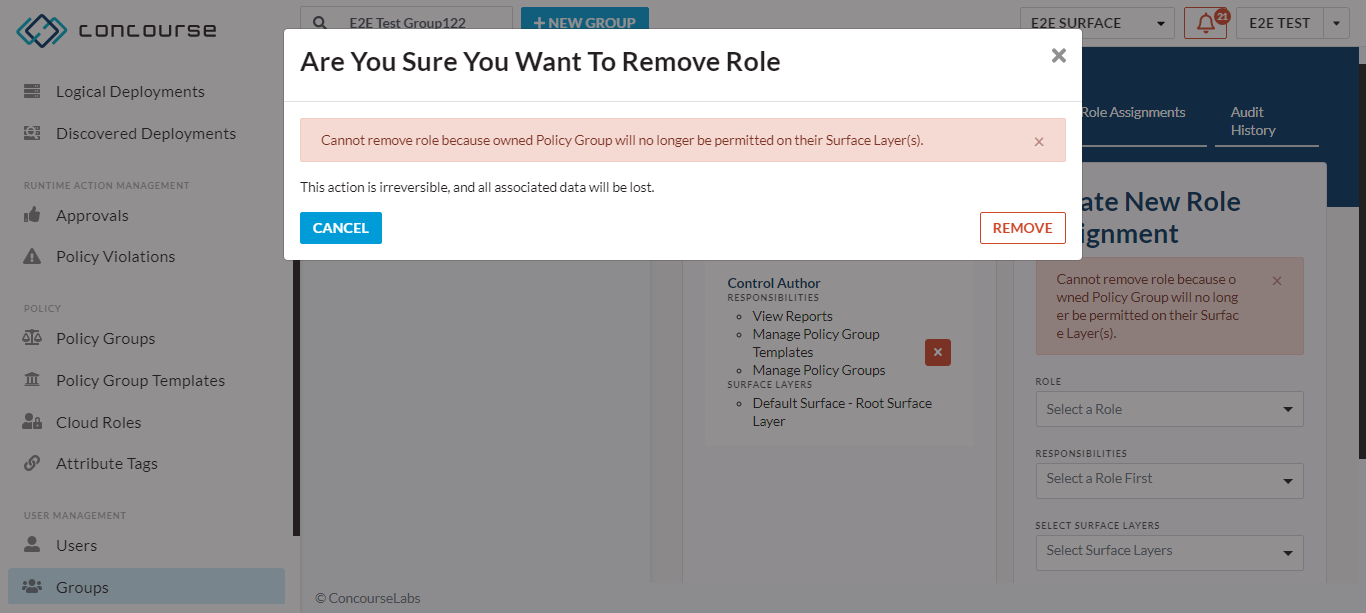 CONCOURSE
Logical Deployments
Discovered Deployments
RUNTIME ACTION MANAGEMENT
Approvals
Policy Violations
POLICY
Policy Groups
Policy Group Templates
Cloud Roles
Attribute Tags
USER MANAGEMENT
Users
Groups
E2E Test Group122
+ NEW GROUP
E2E SURFACE
21
E2E TEST
Are You Sure You Want To Remove Role
Cannot remove role because owned Policy Group will no longer be permitted on their Surface Layer(s).
This action is irreversible, and all associated data will be lost.
CANCEL
REMOVE
Role Assignments
Audit
History
Control Author
RESPONSIBILITIES
View Reports
Manage Policy Group
Templates
Manage Policy Groups
SURFACE LAYERS
Default Surface - Root Surface
Layer
ate New Role
ignment
Cannot remove role because o
wned Policy Group will no long
er be permitted on their Surfac
e Layer(s).
ROLE
Select a Role
RESPONSIBILITIES
Select a Role First
SELECT SURFACE LAYERS
Select Surface Layers
© ConcourseLabs